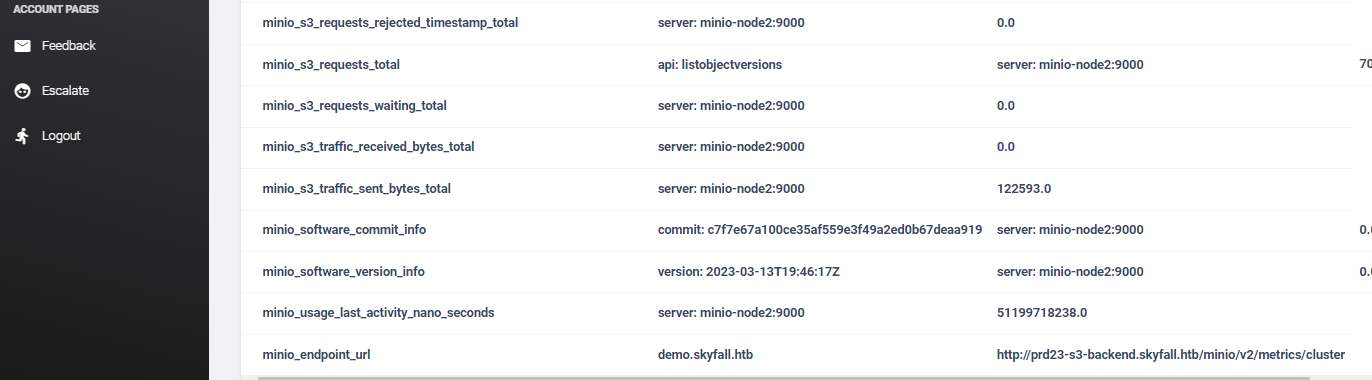 ACCOUNT PAGES
Feedback
Escalate
Logout
minio_s3_requests_rejected_timestamp_total server: minio-node2:9000 0.0
minio_s3_requests_total api: listobjectversions server: minio-node2:9000 70
minio_s3_requests_waiting_total server: minio-node2:9000 0.0
minio_s3_traffic_received_bytes_total server: minio-node2:9000 0.0
minio_s3_traffic_sent_bytes_total server: minio-node2:9000 122593.0
minio_software_commit_info commit: c7f7e67a100ce35af559e3f49a2ed0b67deaa919 server: minio-node2:9000 0.
minio_software_version_info version: 2023-03-13T19:46:17Z server: minio-node2:9000 0.
minio_usage_last_activity_nano_seconds server: minio-node2:9000 51199718238.0
minio_endpoint_url demo.skyfall.htb http://prd23-s3-backend.skyfall.htb/minio/v2/metrics/cluster